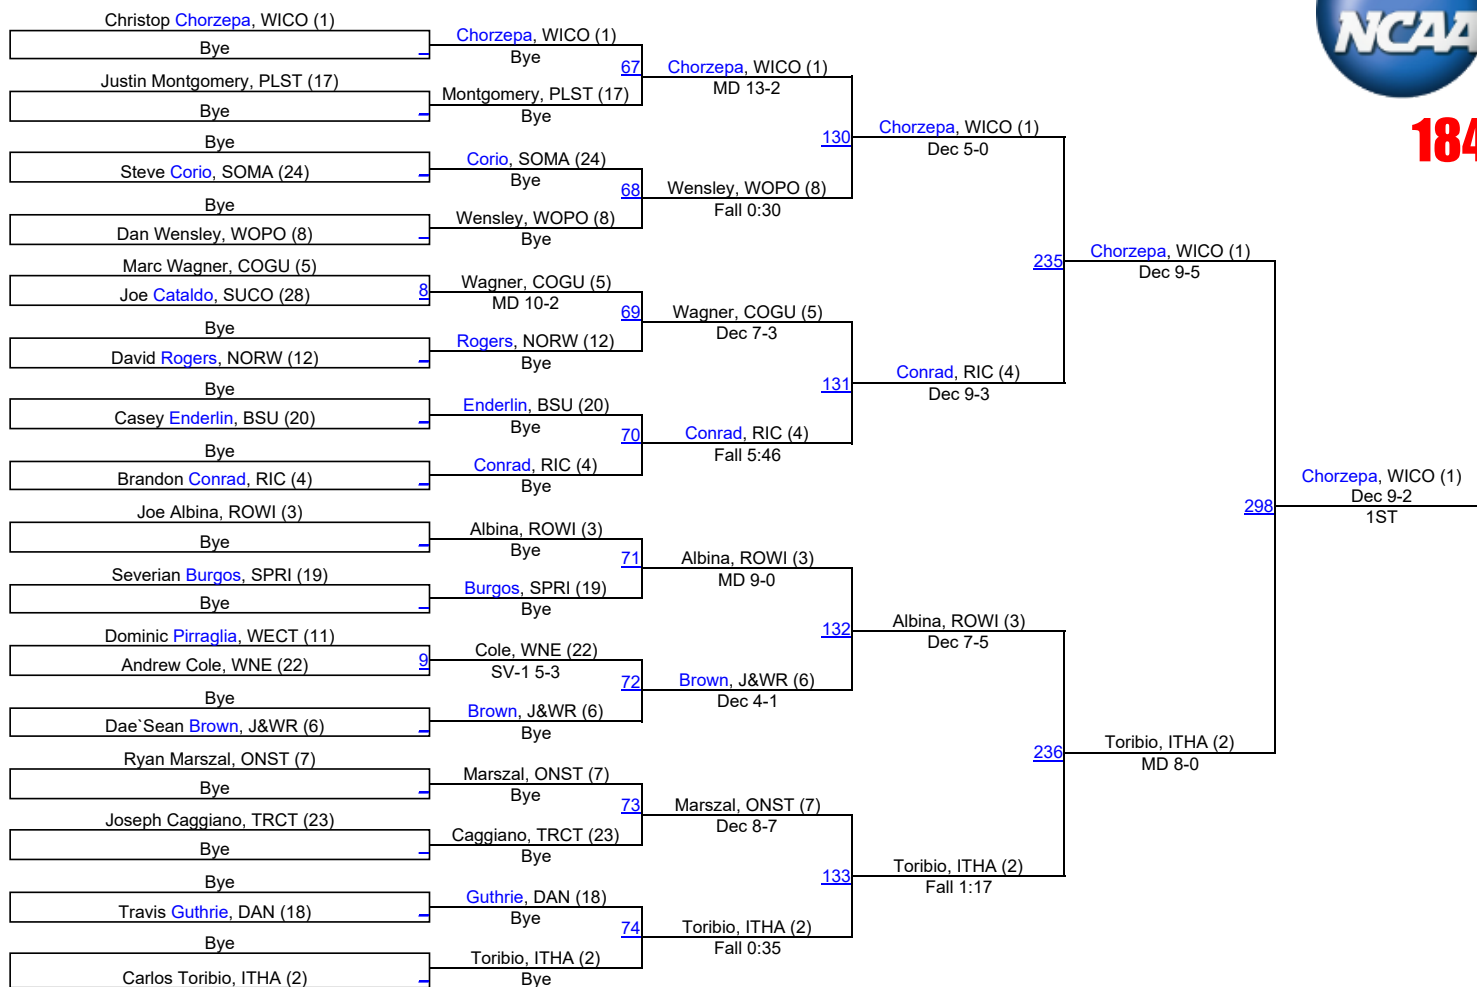 Christop Chorzepa, WICO (1)
Bye
Justin Montgomery, PLST (17)
Bye
Bye
Steve Corio, SOMA (24)
Bye
Dan Wensley, WOPO (8)
Marc Wagner, COGU (5)
Joe Cataldo, SUCO (28)
8
Bye
David Rogers, NORW (12)
Bye
Casey Enderlin, BSU (20)
Bye
Brandon Conrad, RIC (4)
Joe Albina, ROWI (3)
Bye
Severian Burgos, SPRI (19)
Bye
Dominic Pirraglia, WECT (11)
Andrew Cole, WNE (22)
9
Bye
Dae`Sean Brown, J&WR (6)
Ryan Marszal, ONST (7)
Bye
Joseph Caggiano, TRCT (23)
Bye
Bye
Travis Guthrie, DAN (18)
Bye
Carlos Toribio, ITHA (2)
Chorzepa, WICO (1)
Bye
67
Montgomery, PLST (17)
Bye
Corio, SOMA (24)
Bye
68
Wensley, WOPO (8)
Bye
Wagner, COGU (5)
MD 10-2
69
Rogers, NORW (12)
Bye
Enderlin, BSU (20)
Bye
70
Conrad, RIC (4)
Bye
Albina, ROWI (3)
Bye
71
Burgos, SPRI (19)
Bye
Cole, WNE (22)
SV-1 5-3
72
Brown, J&WR (6)
Bye
Marszal, ONST (7)
Bye
73
Caggiano, TRCT (23)
Bye
Guthrie, DAN (18)
Bye
74
Toribio, ITHA (2)
Bye
Chorzepa, WICO (1)
MD 13-2
130
Wensley, WOPO (8)
Fall 0:30
Wagner, COGU (5)
Dec 7-3
131
Conrad, RIC (4)
Fall 5:46
Albina, ROWI (3)
MD 9-0
132
Brown, J&WR (6)
Dec 4-1
Marszal, ONST (7)
Dec 8-7
133
Toribio, ITHA (2)
Fall 0:35
Chorzepa, WICO (1)
Dec 5-0
235
Conrad, RIC (4)
Dec 9-3
Albina, ROWI (3)
Dec 7-5
236
Toribio, ITHA (2)
Fall 1:17
Chorzepa, WICO (1)
Dec 9-5
298
Toribio, ITHA (2)
MD 8-0
Chorzepa, WICO (1)
Dec 9-2
1ST
NCAA
184